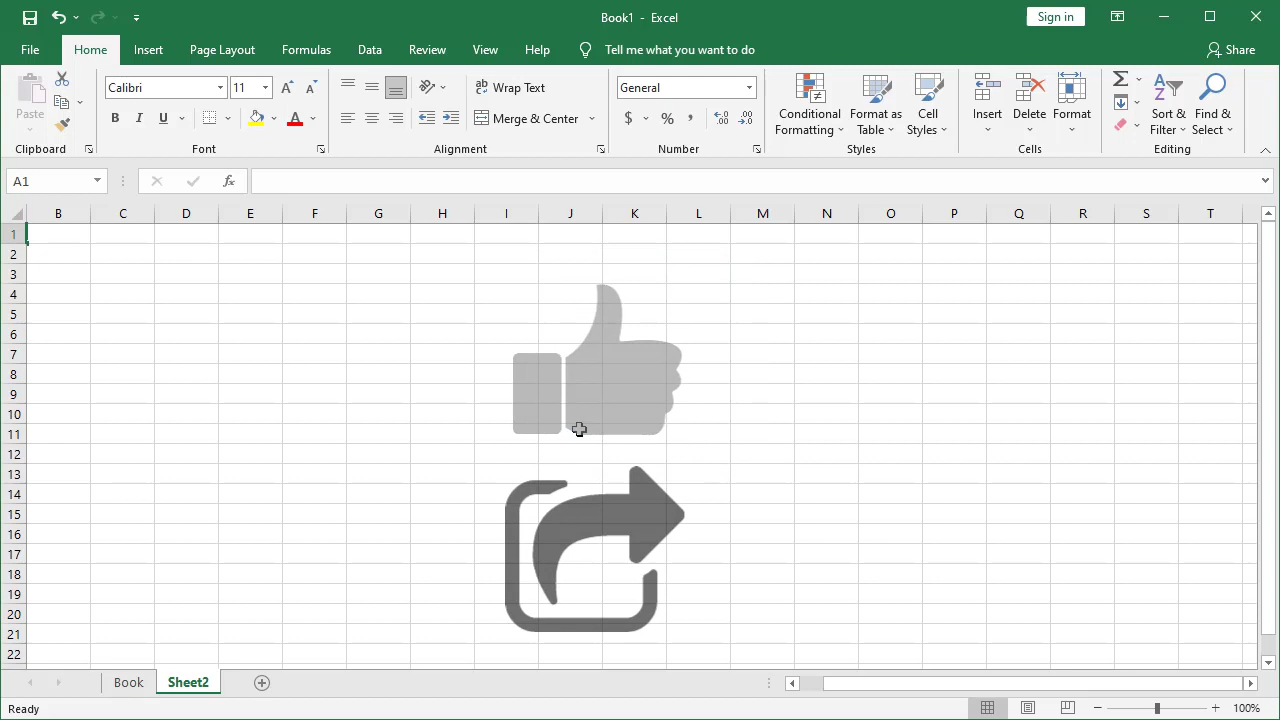 Book1 - Excel
Sign in
File Home Insert Page Layout Formulas Data Review View Help Tell me what you want to do Share
Calibri 11 Wrap Text General
Paste B I U Merge & Center $ % Conditional Formatting Format as Table Cell Styles Insert Delete Format Sort & Filter Find & Select
Clipboard Font Alignment Number Styles Cells Editing
A1 fx
B C D E F G H I J K L M N O P Q R S T
1
2
3
4
5
6
7
8
9
10
11
12
13
14
15
16
17
18
19
20
21
22
Book Sheet2
Ready 100%